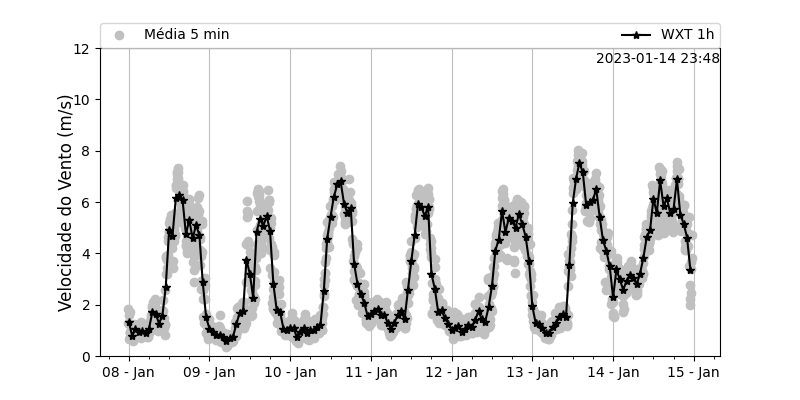 Média 5 min
WXT 1h
2023-01-14 23:48
Velocidade do Vento (m/s)
12
10
8
6
4
2
0
08 - Jan
09 - Jan
10 - Jan
11 - Jan
12 - Jan
13 - Jan
14 - Jan
15 - Jan